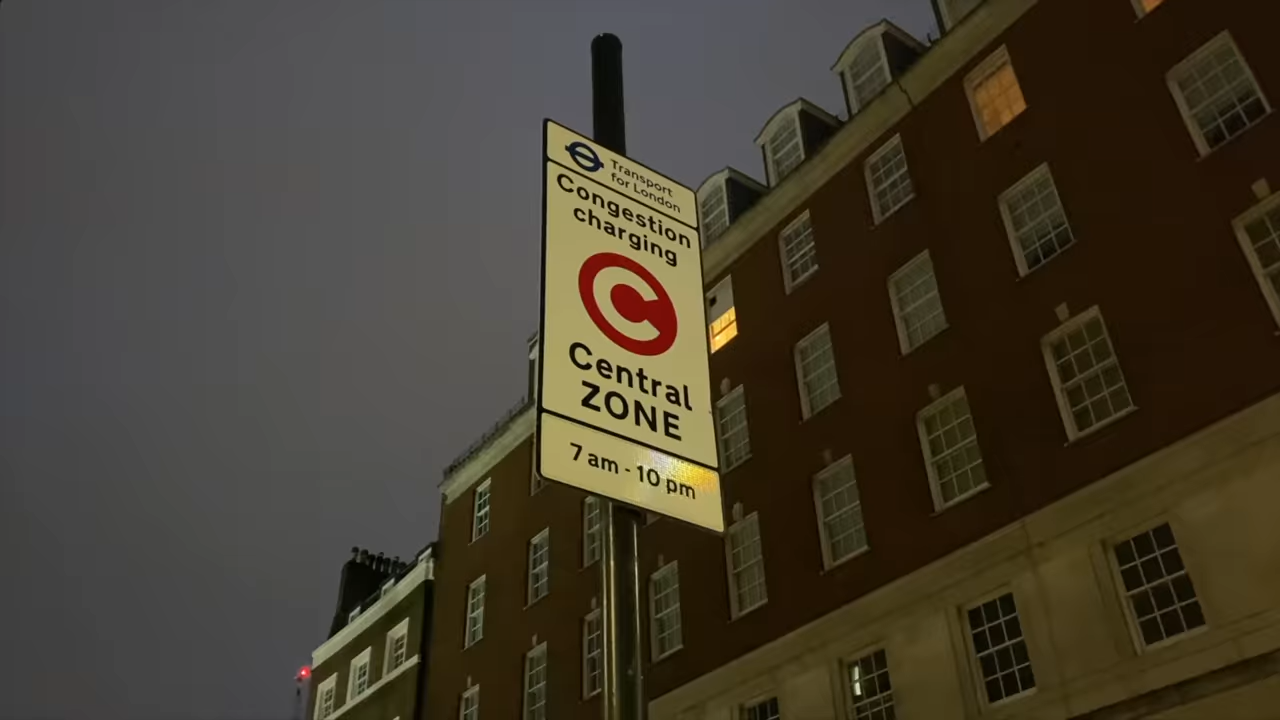 Transport
for London
Congestion
charging
C
Central
ZONE
7 am - 10 pm